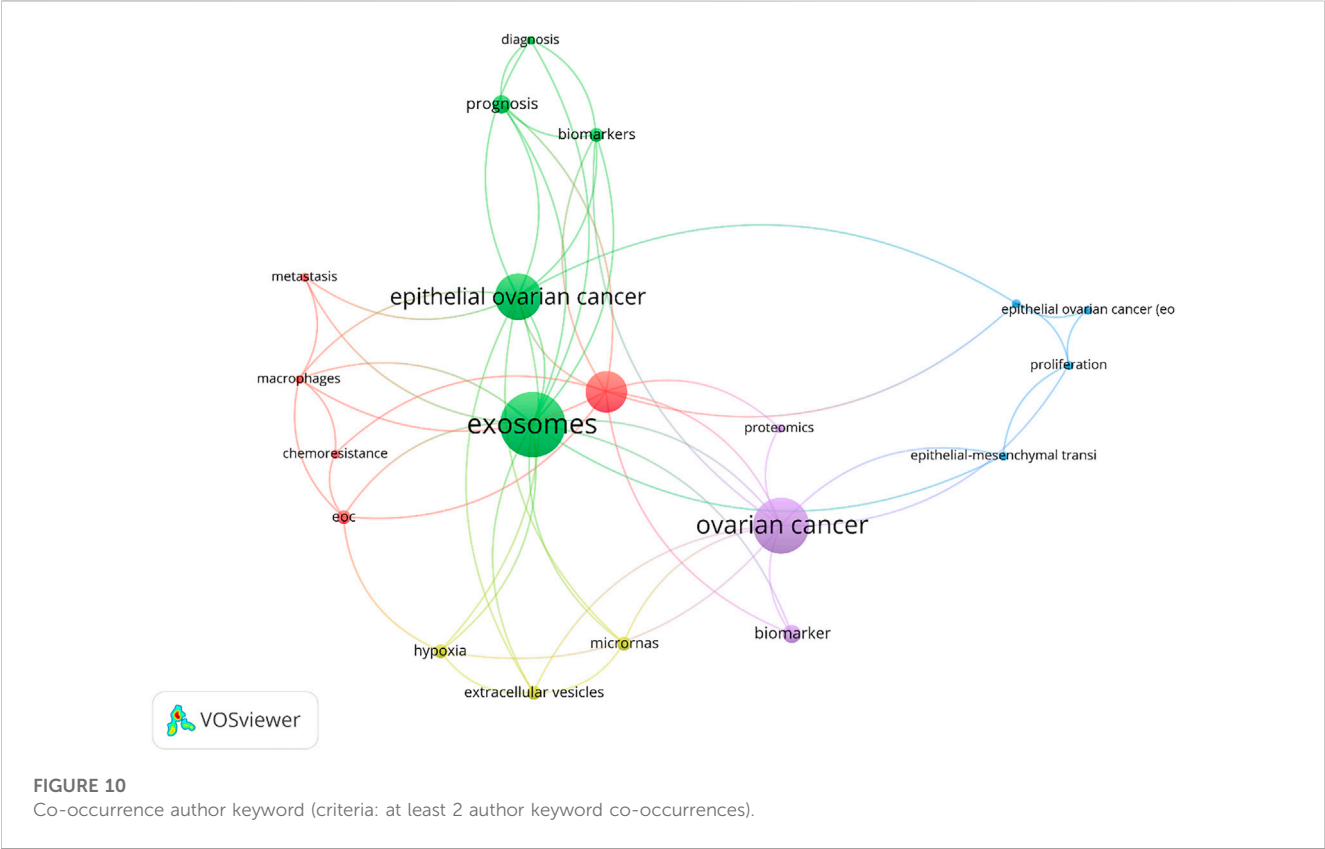 diagnosis
prognosis
biomarkers
metastasis
epithelial ovarian cancer
epithelial ovarian cancer (eo
proliferation
macrophages
exosomes
proteomics
chemoresistance
epithelial-mesenchymal transi
eoc
ovarian cancer
biomarker
micrornas
hypoxia
extracellular vesicles
VOSviewer
FIGURE 10
Co-occurrence author keyword (criteria: at least 2 author keyword co-occurrences).